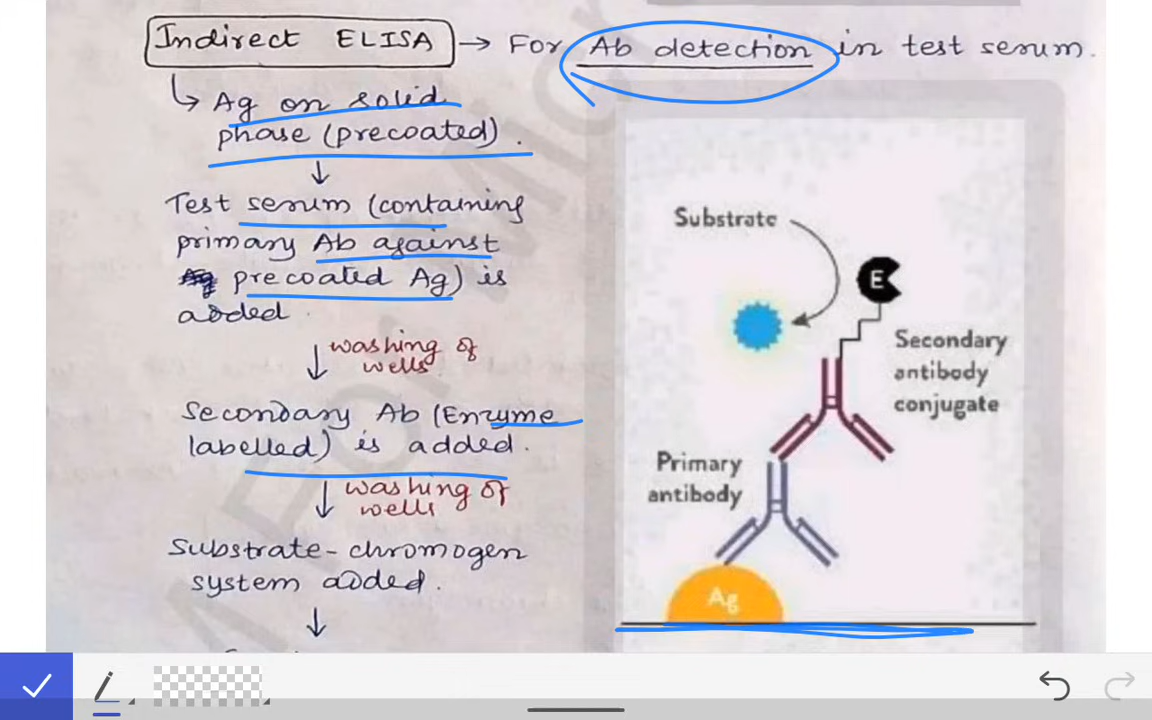 Indirect ELISA → For Ab detection in test serum.
↳ Ag on solid
phase (precoated).
↓
Test serum (containing
primary Ab against
precoated Ag) is
added.
↓ washing of
wells
Secondary Ab (Enzyme
labelled) is added.
↓ washing of
wells
Substrate-chromogen
system added.
↓
Substrate
E
Secondary
antibody
conjugate
Primary
antibody
Ag